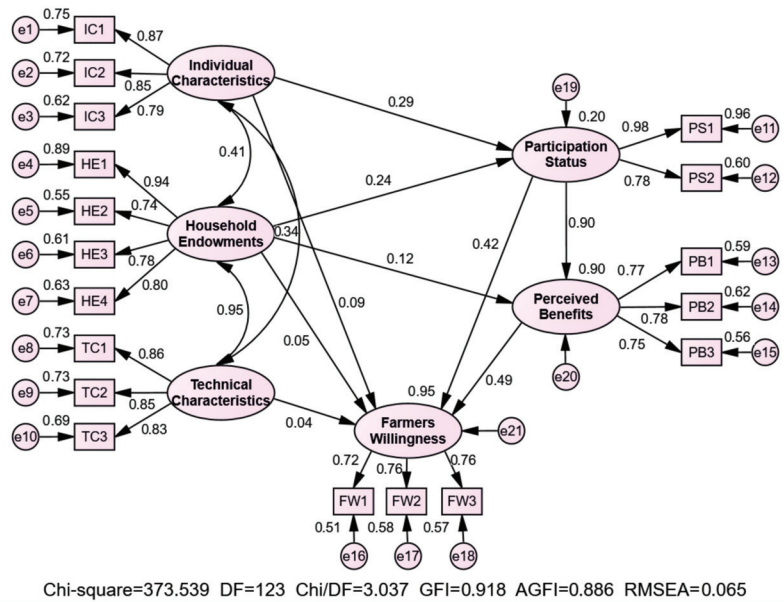 e1 0.75 IC1 0.87
e2 0.72 IC2 0.85
e3 0.62 IC3 0.79
Individual
Characteristics
e4 0.89 HE1 0.94
e5 0.55 HE2 0.74
e6 0.61 HE3 0.78
e7 0.63 HE4 0.80
Household
Endowments
e8 0.73 TC1 0.86
e9 0.73 TC2 0.85
e10 0.69 TC3 0.83
Technical
Characteristics
0.41
0.34
0.95
0.29
0.24
0.12
0.09
0.05
0.04
e19
0.20
Participation
Status
0.98 PS1 0.96 e11
0.78 PS2 0.60 e12
0.42
0.90
0.90
Perceived
Benefits
0.77 PB1 0.59 e13
0.78 PB2 0.62 e14
0.75 PB3 0.56 e15
e20
0.49
0.95
Farmers
Willingness
e21
0.72 0.76 0.76
FW1 FW2 FW3
0.51 0.58 0.57
e16 e17 e18
Chi-square=373.539 DF=123 Chi/DF=3.037 GFI=0.918 AGFI=0.886 RMSEA=0.065